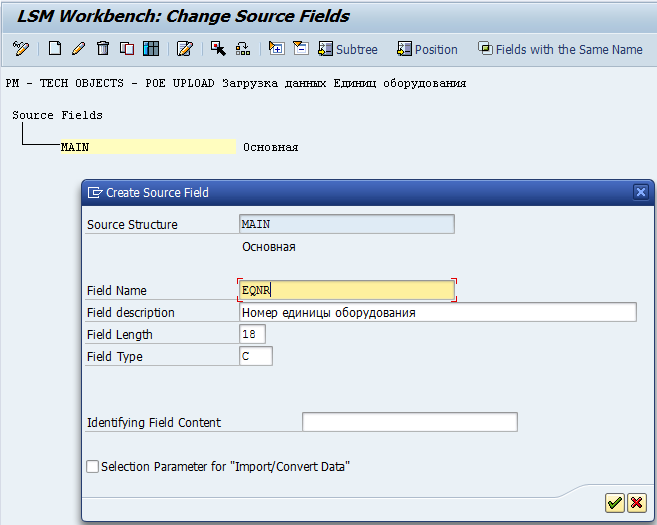 LSM Workbench: Change Source Fields
Subtree Position Fields with the Same Name
PM - TECH OBJECTS - POE UPLOAD Загрузка данных Единиц оборудования
Source Fields
MAIN Основная
Create Source Field
Source Structure MAIN
Основная
Field Name EQNR
Field description Номер единицы оборудования
Field Length 18
Field Type C
Identifying Field Content
Selection Parameter for "Import/Convert Data"